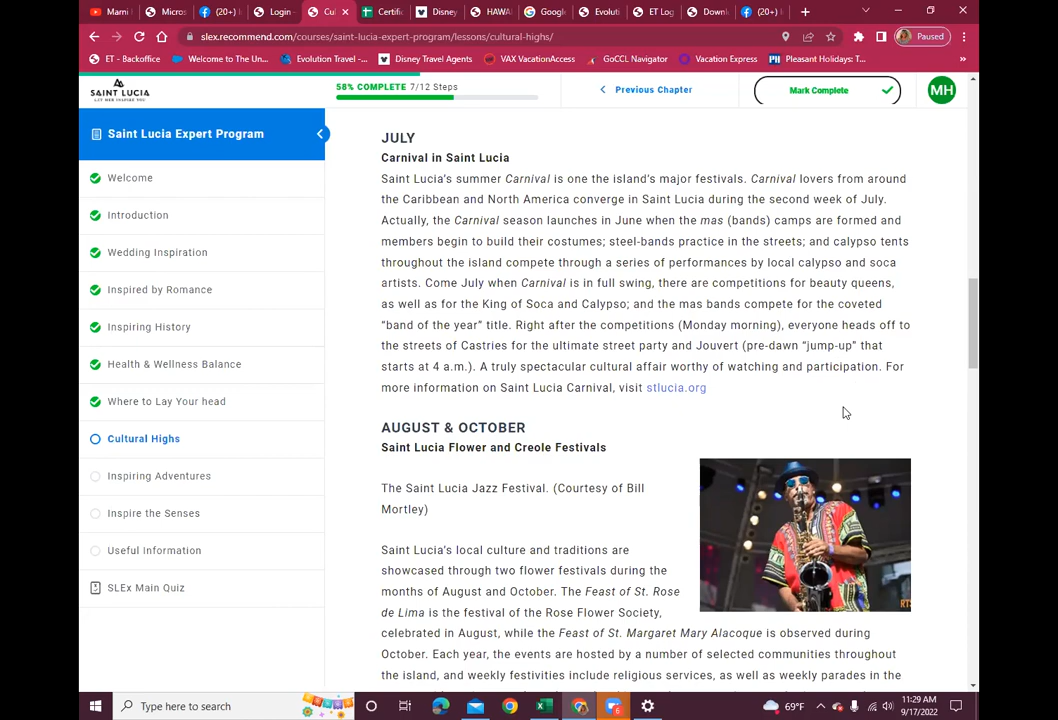 Marni
Micros
(20+)
Login -
Cul
Certific
Disney
HAWAI
Google
Evoluti
ET Log
Downl
(20+)
slex.recommend.com/courses/saint-lucia-expert-program/lessons/cultural-highs/
Paused
ET - Backoffice
Welcome to The Un...
Evolution Travel -...
Disney Travel Agents
VAX VacationAccess
GoCCL Navigator
Vacation Express
Pleasant Holidays: T...
SAINT LUCIA
LET HER INSPIRE YOU
58% COMPLETE 7/12 Steps
Previous Chapter
Mark Complete
MH
Saint Lucia Expert Program
Welcome
Introduction
Wedding Inspiration
Inspired by Romance
Inspiring History
Health & Wellness Balance
Where to Lay Your head
Cultural Highs
Inspiring Adventures
Inspire the Senses
Useful Information
SLEx Main Quiz
JULY
Carnival in Saint Lucia
Saint Lucia's summer Carnival is one the island's major festivals. Carnival lovers from around
the Caribbean and North America converge in Saint Lucia during the second week of July.
Actually, the Carnival season launches in June when the mas (bands) camps are formed and
members begin to build their costumes; steel-bands practice in the streets; and calypso tents
throughout the island compete through a series of performances by local calypso and soca
artists. Come July when Carnival is in full swing, there are competitions for beauty queens,
as well as for the King of Soca and Calypso; and the mas bands compete for the coveted
“band of the year” title. Right after the competitions (Monday morning), everyone heads off to
the streets of Castries for the ultimate street party and Jouvert (pre-dawn “jump-up” that
starts at 4 a.m.). A truly spectacular cultural affair worthy of watching and participation. For
more information on Saint Lucia Carnival, visit stlucia.org
AUGUST & OCTOBER
Saint Lucia Flower and Creole Festivals
The Saint Lucia Jazz Festival. (Courtesy of Bill
Mortley)
Saint Lucia's local culture and traditions are
showcased through two flower festivals during the
months of August and October. The Feast of St. Rose
de Lima is the festival of the Rose Flower Society,
celebrated in August, while the Feast of St. Margaret Mary Alacoque is observed during
October. Each year, the events are hosted by a number of selected communities throughout
the island, and weekly festivities include religious services, as well as weekly parades in the
RTS
Type here to search
6
69°F
11:29 AM
9/17/2022